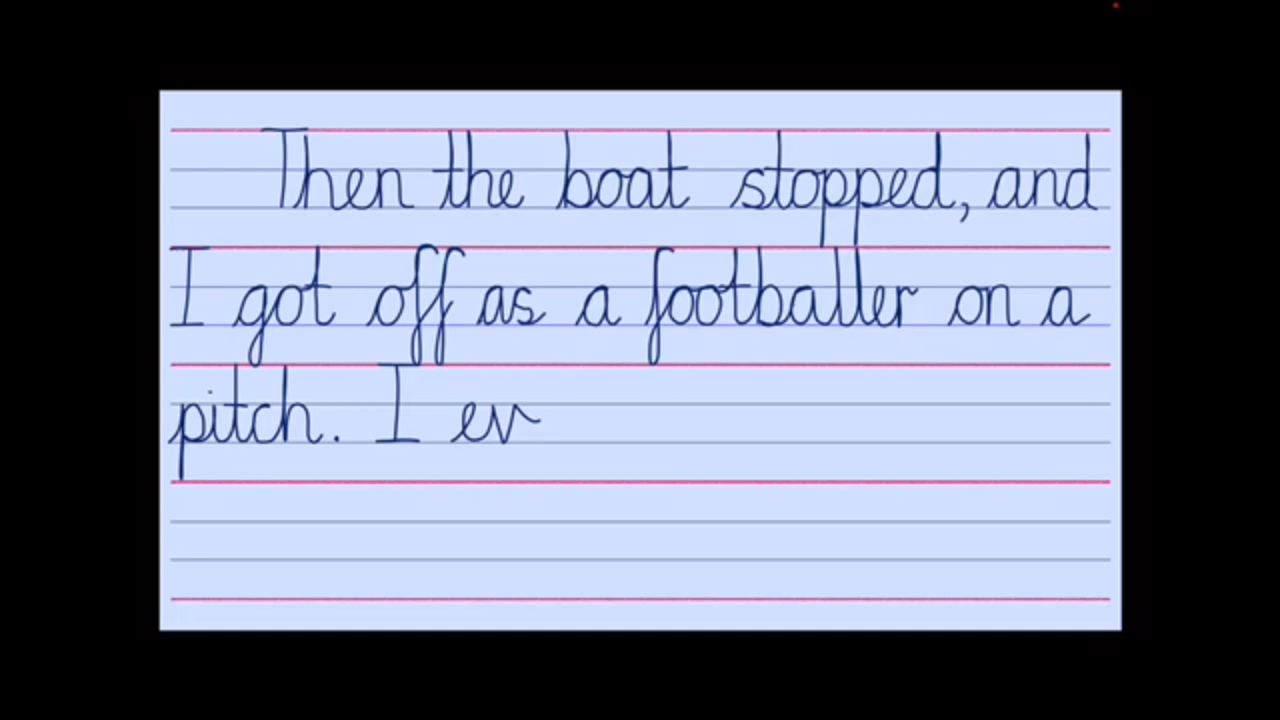 Then the boat stopped, and
I got off as a footballer on a
pitch. I ev